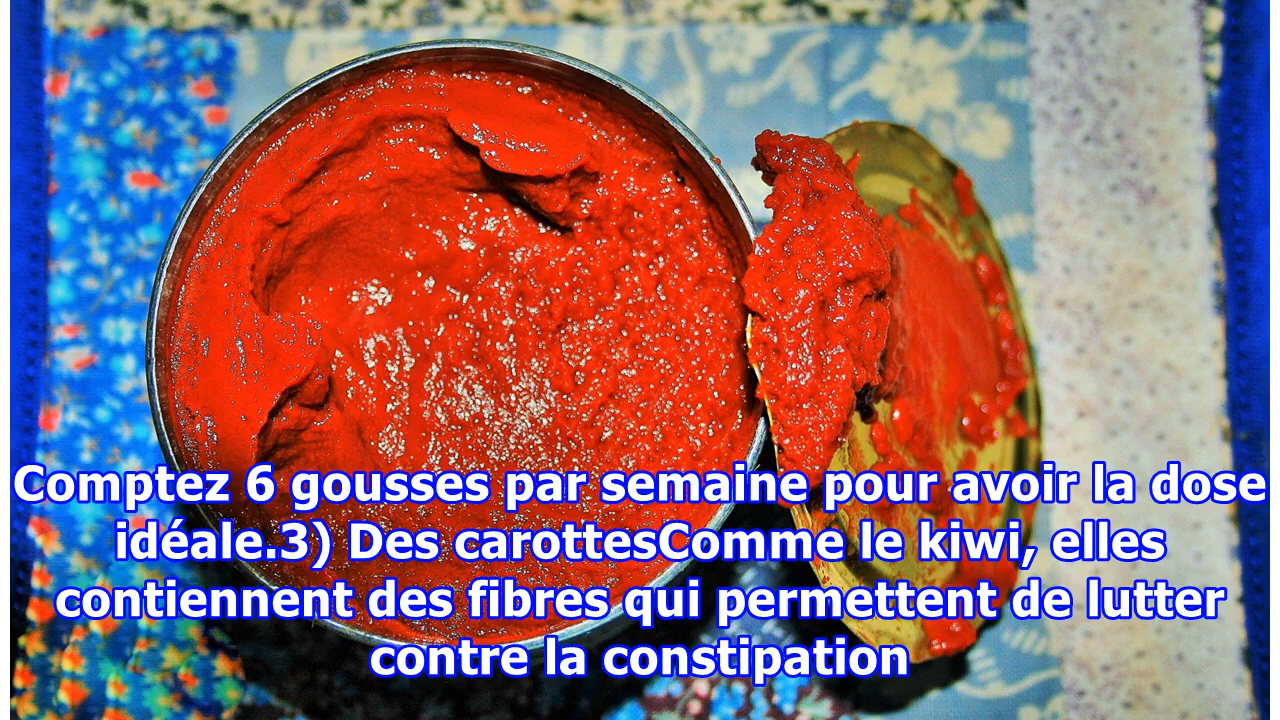 Comptez 6 gousses par semaine pour avoir la dose
idéale.3) Des carottesComme le kiwi, elles
contiennent des fibres qui permettent de lutter
contre la constipation